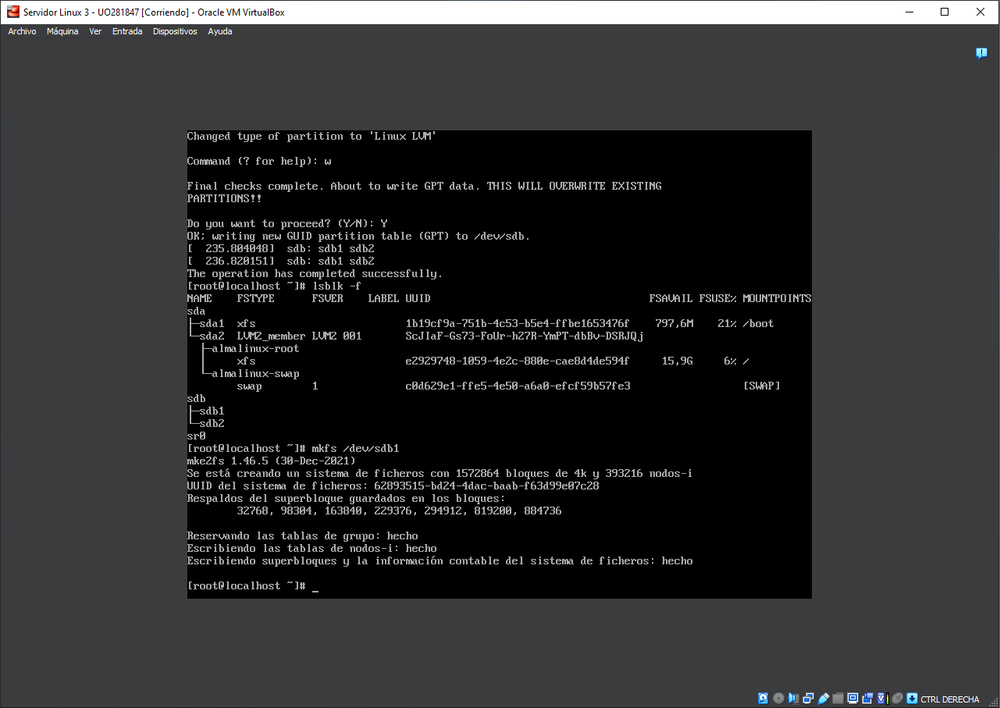 Servidor Linux 3 - UO281847 [Corriendo] - Oracle VM VirtualBox
Archivo Máquina Ver Entrada Dispositivos Ayuda
Changed type of partition to 'Linux LVM'
Command (? for help): w
Final checks complete. About to write GPT data. THIS WILL OVERWRITE EXISTING
PARTITIONS!!
Do you want to proceed? (Y/N): Y
OK; writing new GUID partition table (GPT) to /dev/sdb.
[  235.804048]  sdb: sdb1 sdb2
[  236.820151]  sdb: sdb1 sdb2
The operation has completed successfully.
[root@localhost ~]# lsblk -f
NAME    FSTYPE      FSVER    LABEL UUID                                   FSAVAIL FSUSE% MOUNTPOINTS
sda
├─sda1  xfs                        1b19cf9a-751b-4c53-b5e4-ffbe1653476f    797,6M    21% /boot
└─sda2  LVM2_member LVM2 001       ScJIaF-Gs73-FoUr-h27R-YmPT-dbBv-DSRJQj
  ├─almalinux-root
  │     xfs                        e2929748-1059-4e2c-880e-cae8d4de594f     15,9G     6% /
  └─almalinux-swap
        swap        1              c0d629e1-ffe5-4e50-a6a0-efcf59b57fe3                  [SWAP]
sdb
├─sdb1
└─sdb2
sr0
[root@localhost ~]# mkfs /dev/sdb1
mke2fs 1.46.5 (30-Dec-2021)
Se está creando un sistema de ficheros con 1572864 bloques de 4k y 393216 nodos-i
UUID del sistema de ficheros: 62893515-bd24-4dac-baab-f63d99e07c28
Respaldos del superbloque guardados en los bloques:
        32768, 98304, 163840, 229376, 294912, 819200, 884736
Reservando las tablas de grupo: hecho
Escribiendo las tablas de nodos-i: hecho
Escribiendo superbloques y la información contable del sistema de ficheros: hecho
[root@localhost ~]# _
CTRL DERECHA